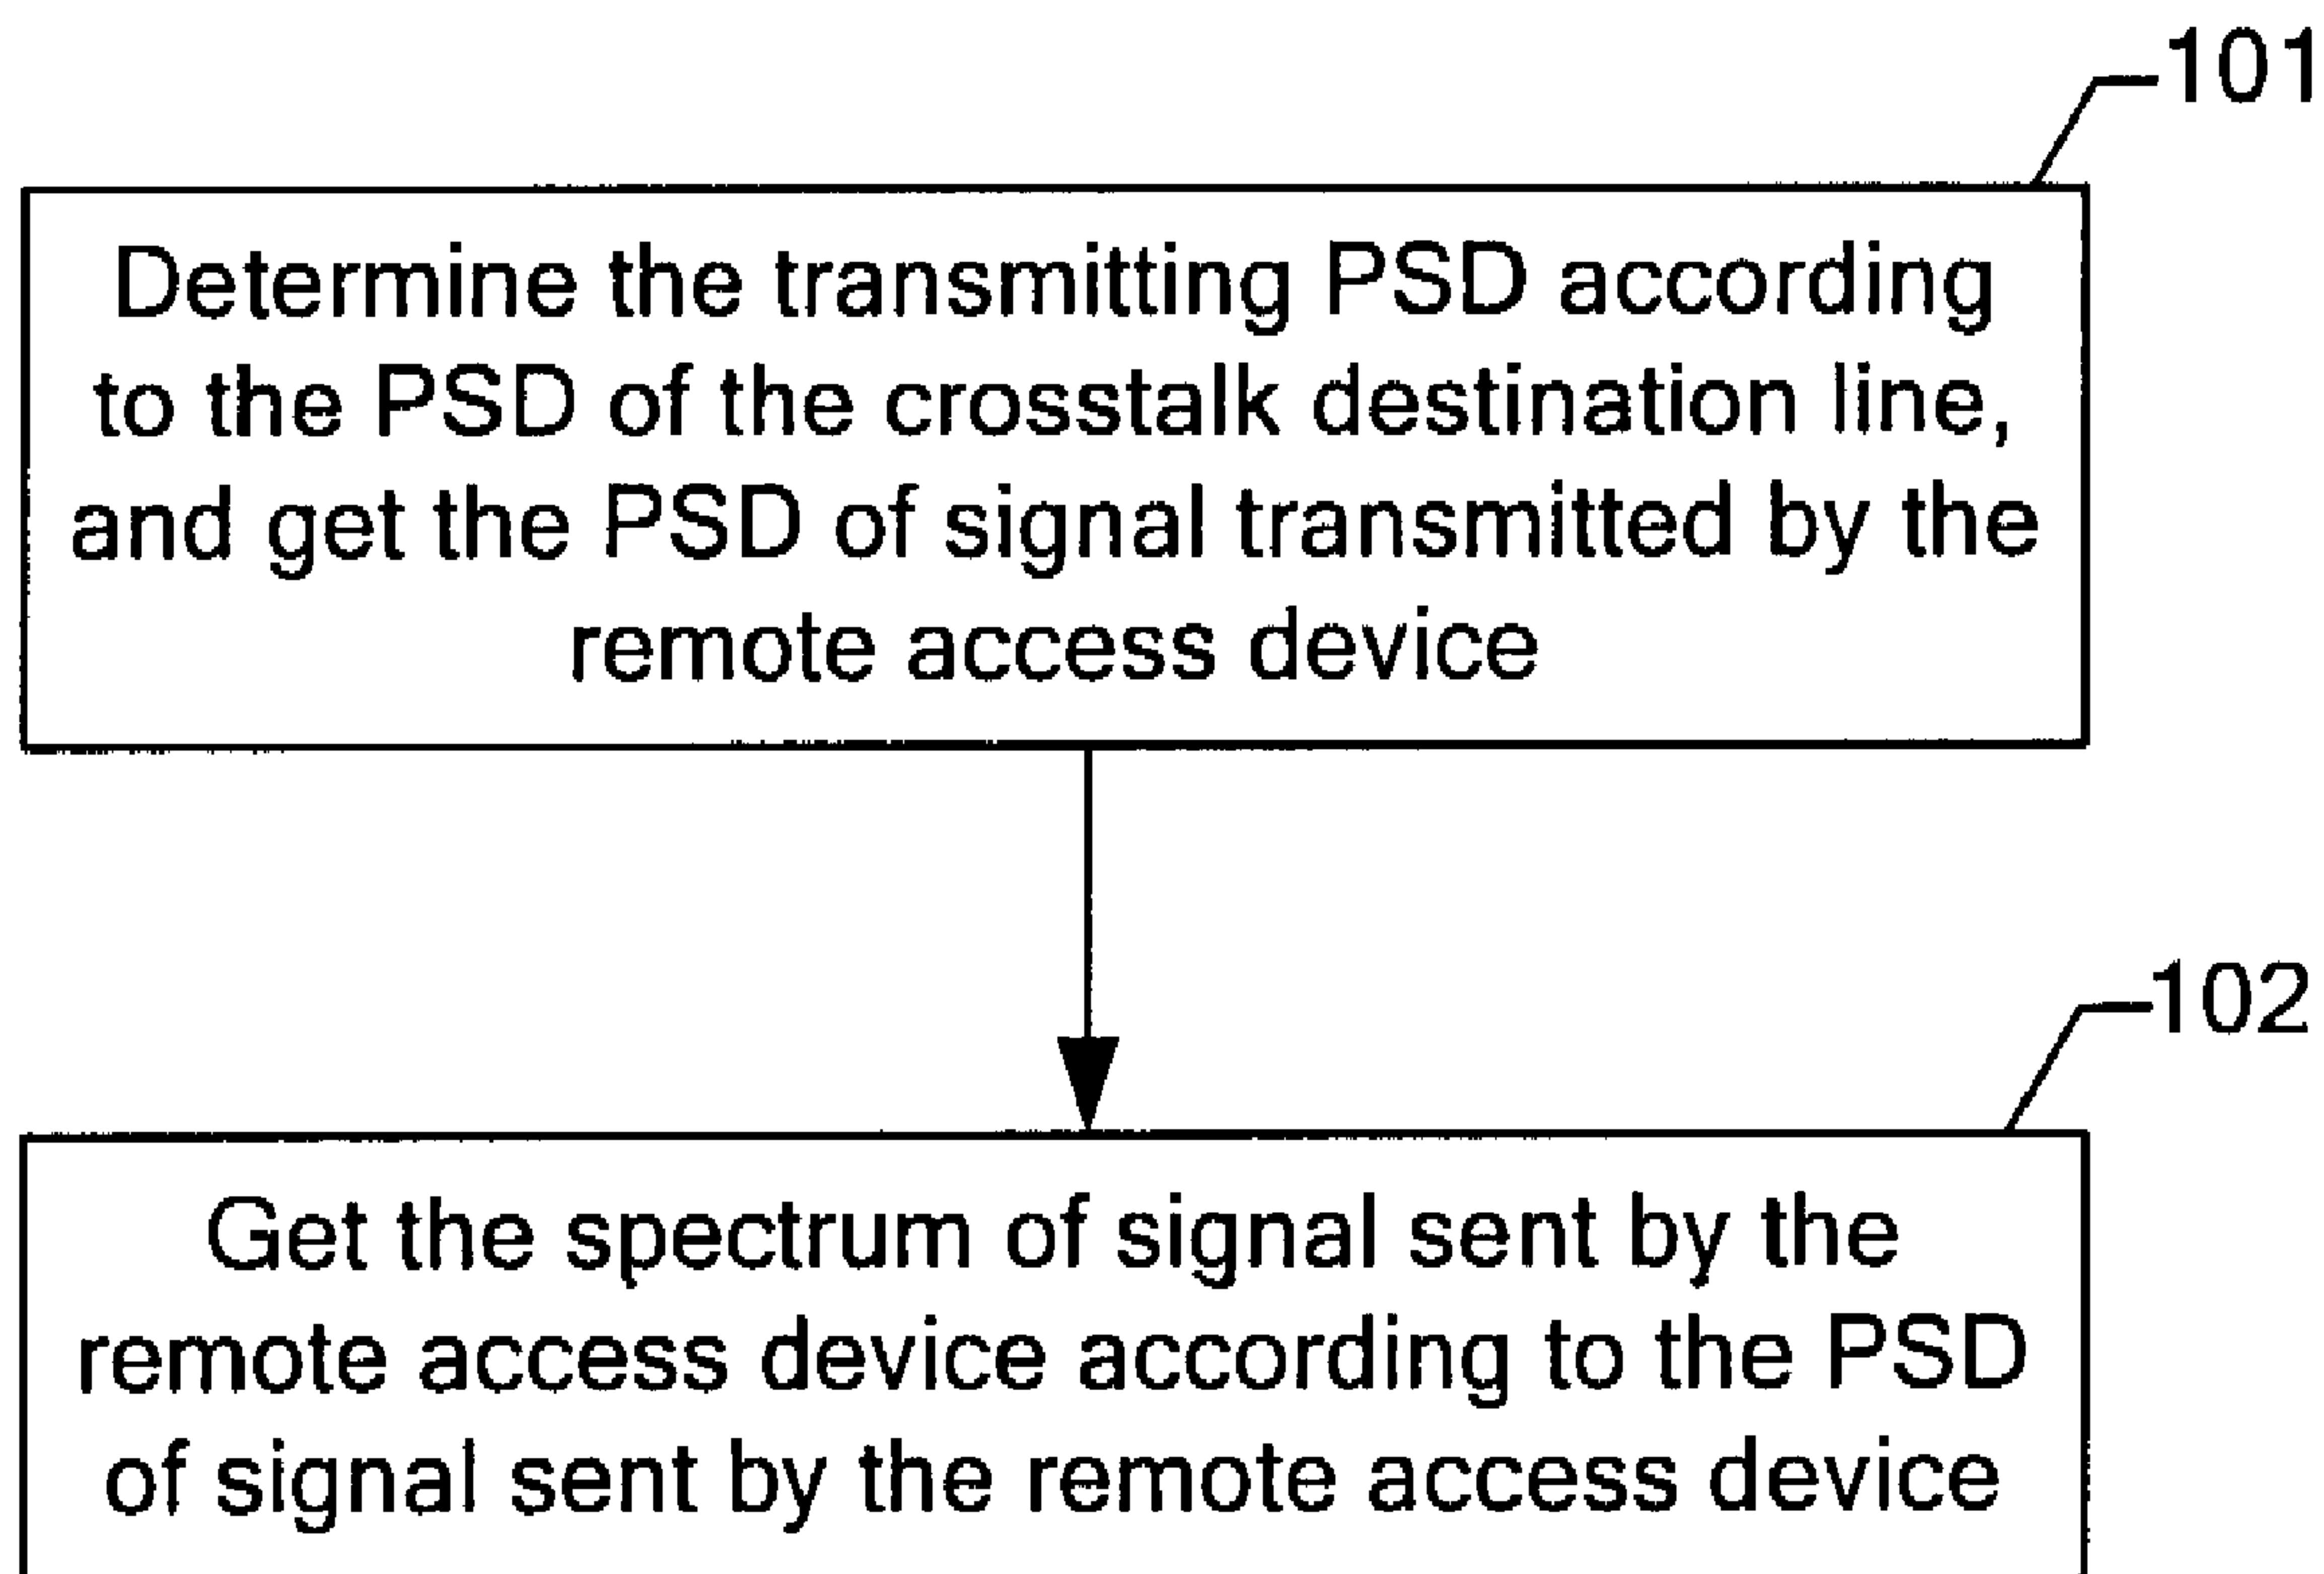 101
Determine the transmitting PSD according
to the PSD of the crosstalk destination line,
and get the PSD of signal transmitted by the
remote access device
102
Get the spectrum of signal sent by the
remote access device according to the PSD
of signal sent by the remote access device